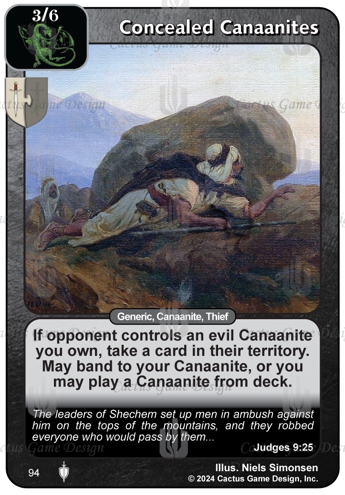 3/6
Concealed Canaanites
Generic, Canaanite, Thief
If opponent controls an evil Canaanite
you own, take a card in their territory.
May band to your Canaanite, or you
may play a Canaanite from deck.
The leaders of Shechem set up men in ambush against
him on the tops of the mountains, and they robbed
everyone who would pass by them...
Judges 9:25
94
Illus. Niels Simonsen
© 2024 Cactus Game Design, Inc.
Cactus Game Design